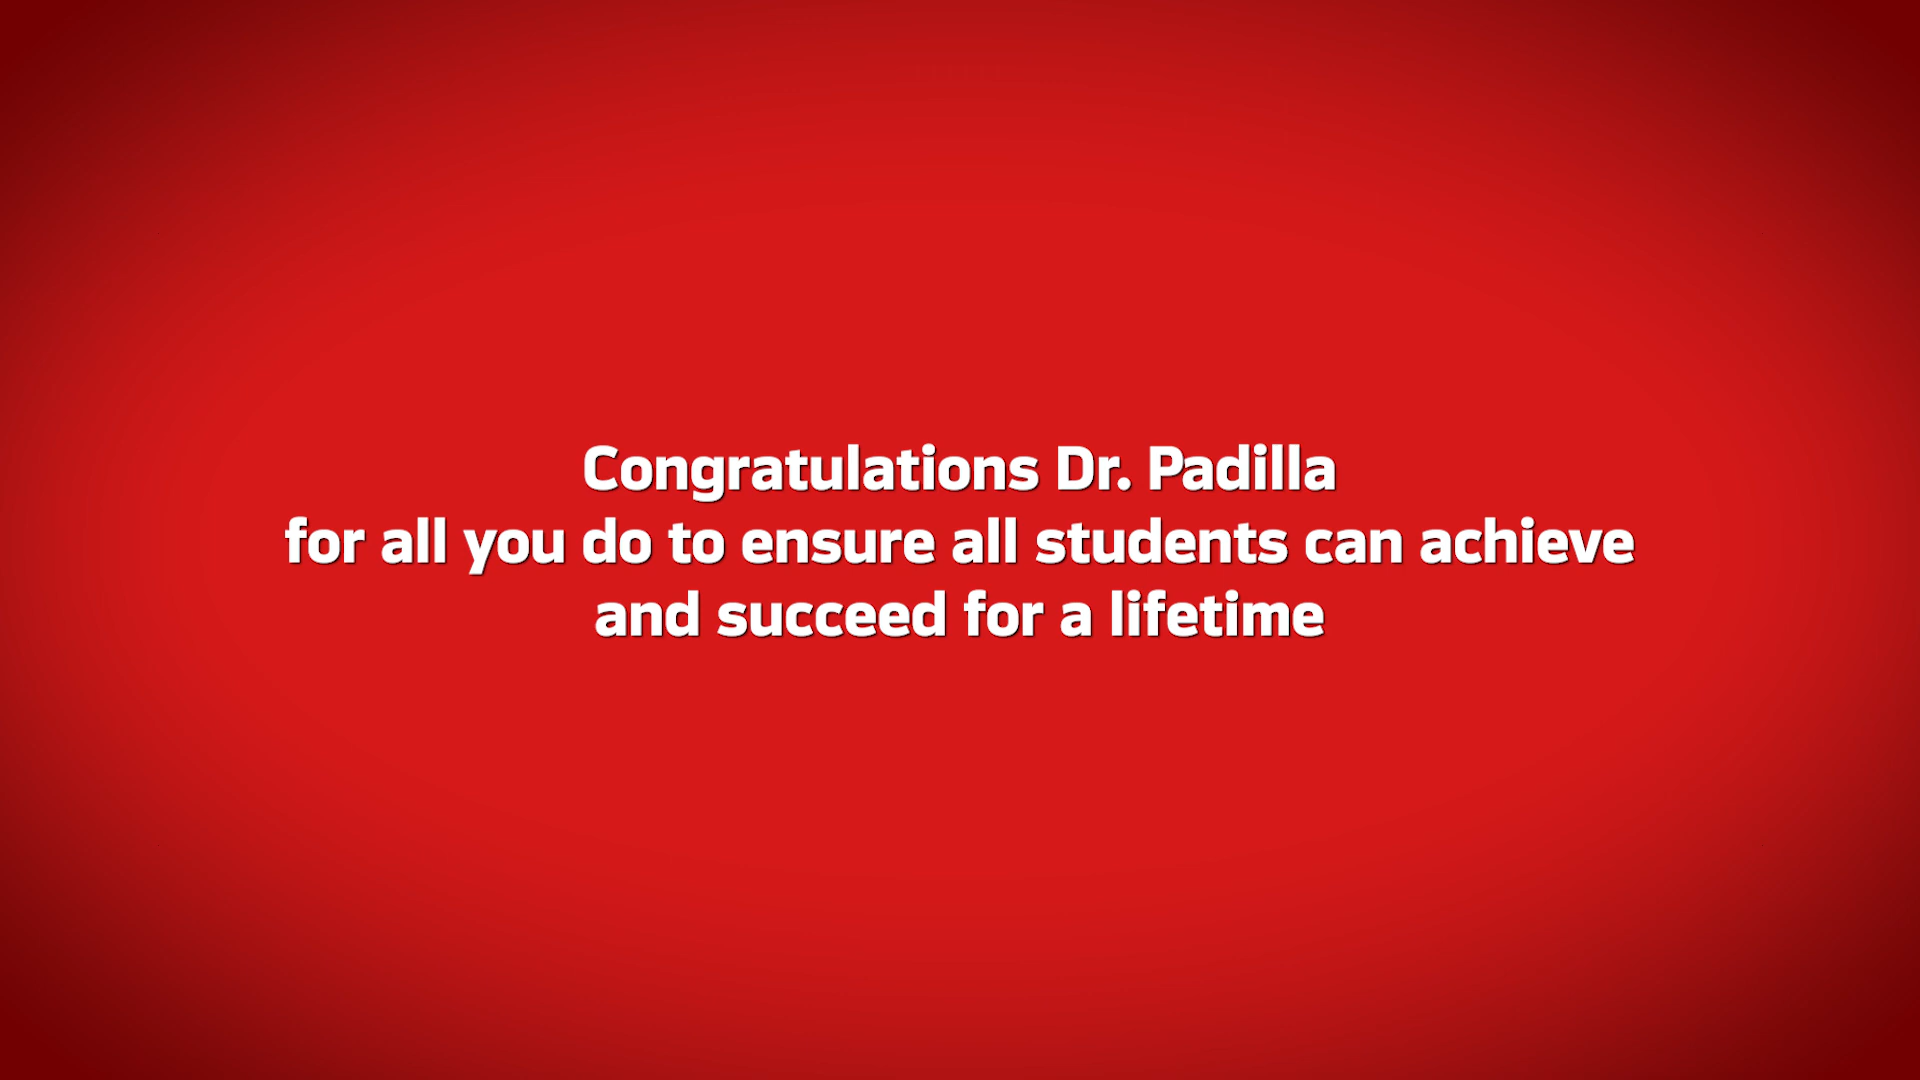 Congratulations Dr. Padilla
for all you do to ensure all students can achieve
and succeed for a lifetime